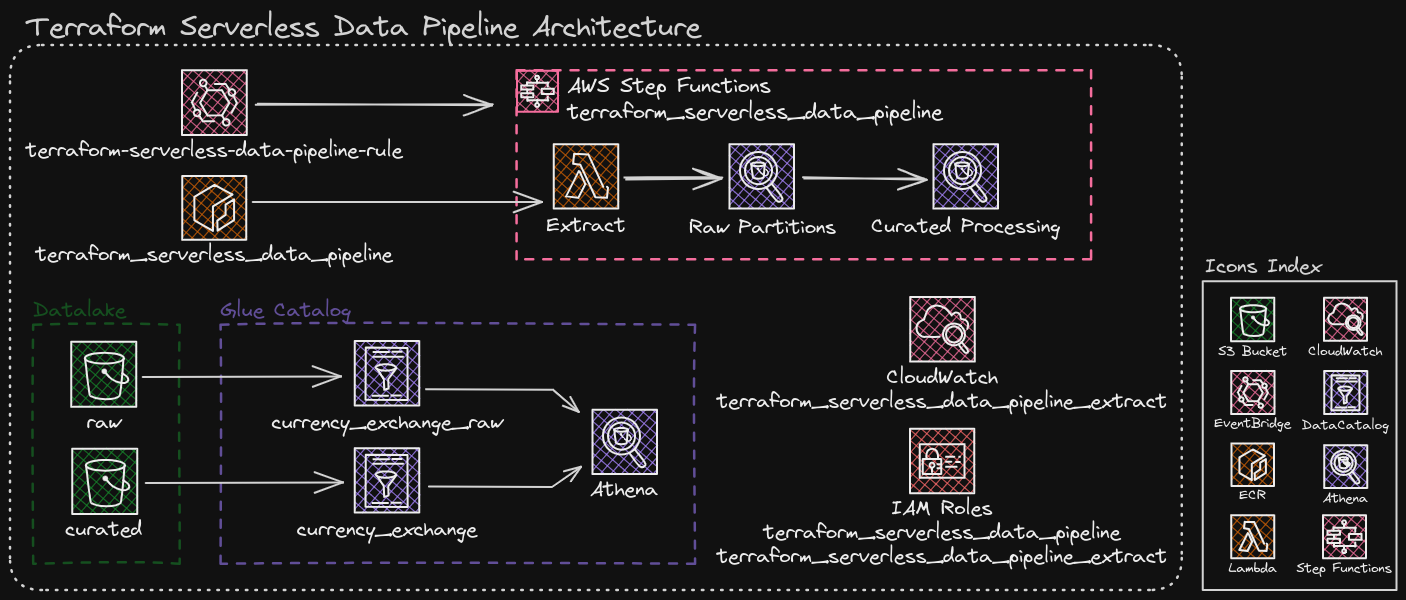 Terraform Serverless Data Pipeline Architecture
AWS Step Functions
terraform_serverless_data_pipeline
terraform-serverless-data-pipeline-rule
Extract
Raw Partitions
Curated Processing
terraform_serverless_data_pipeline
Datalake
Glue Catalog
raw
currency_exchange_raw
curated
currency_exchange
Athena
CloudWatch
terraform_serverless_data_pipeline_extract
IAM Roles
terraform_serverless_data_pipeline
terraform_serverless_data_pipeline_extract
Icons Index
S3 Bucket
CloudWatch
EventBridge
DataCatalog
ECR
Athena
Lambda
Step Functions